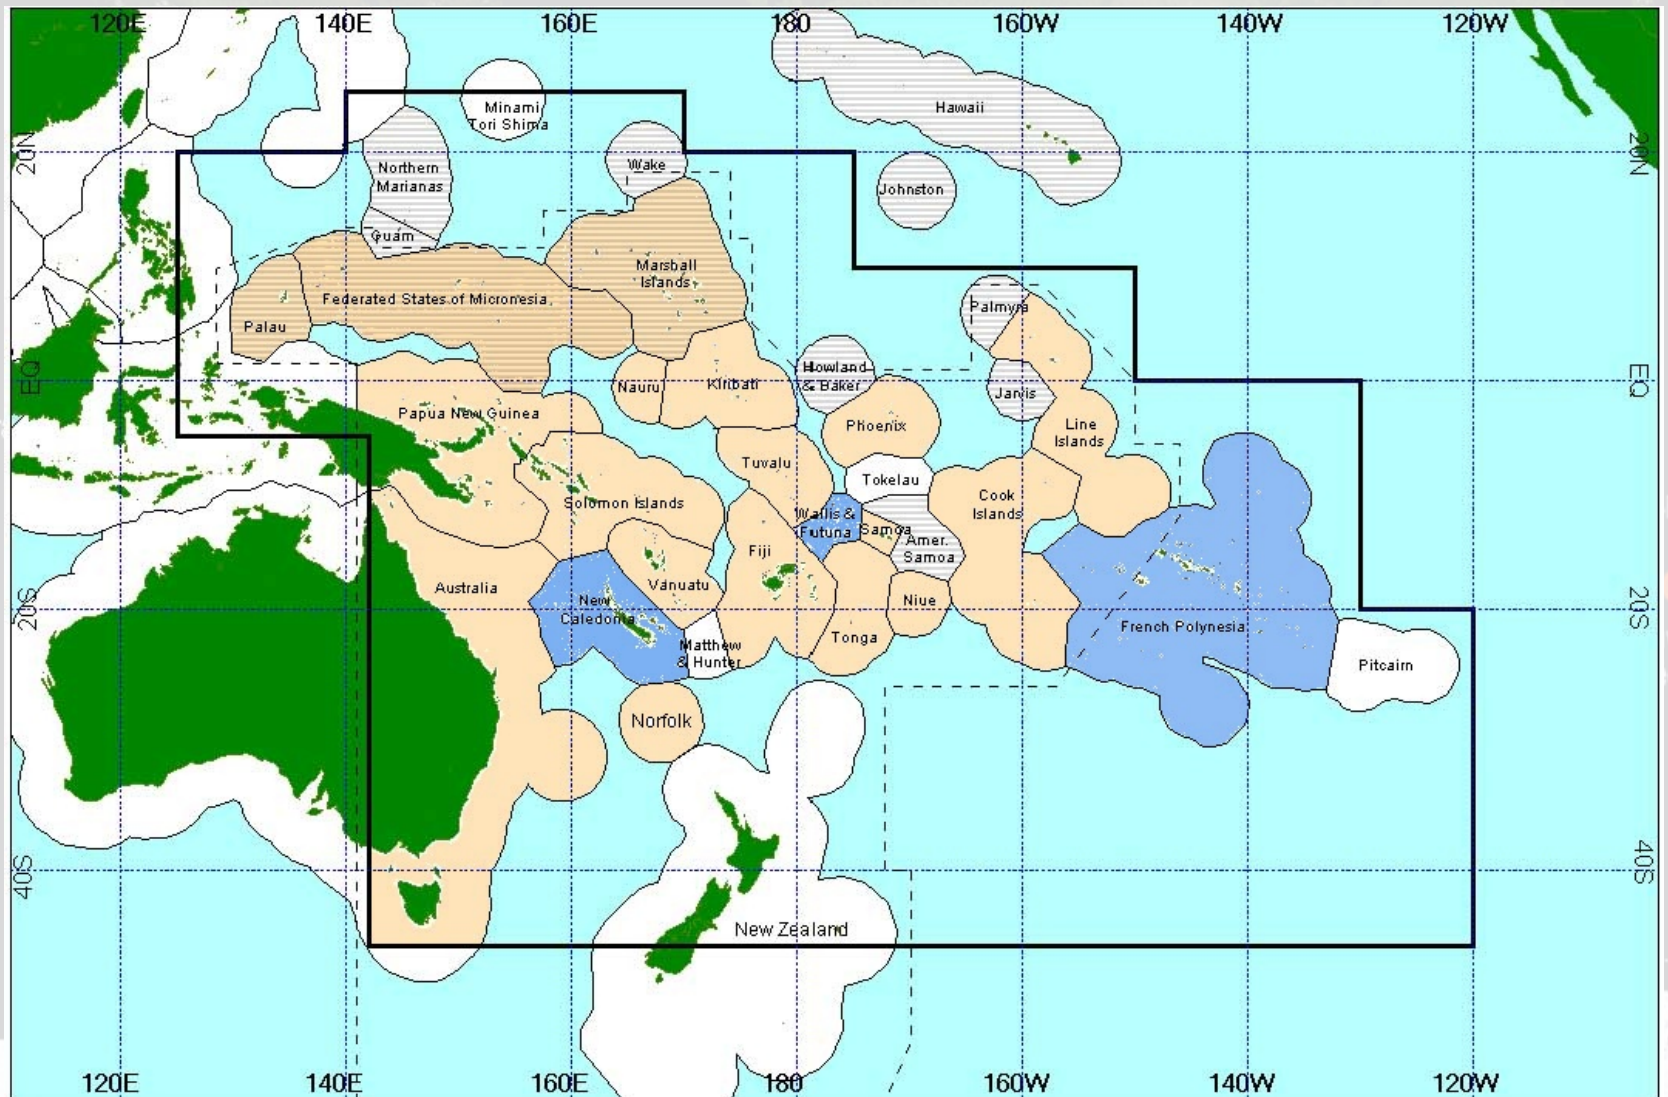 120E 140E 160E 180 160W 140W 120W
Minami
Tori Shima
Hawaii
20N
20N
Wake
Northern
Marianas
Johnston
Guam
Marshall
Islands
Federated States of Micronesia
Palmyra
Palau
Howland
& Baker
EQ
EQ
Nauru
Kiribati
Jarvis
Papua New Guinea
Phoenix
Line
Islands
Tuvalu
Tokelau
Solomon Islands
Cook
Islands
Wallis &
Futuna
Samoa
Amer.
Samoa
Fiji
Australia
Vanuatu
New
Caledonia
Niue
20S
20S
French Polynesia
Tonga
Matthew
& Hunter
Pitcairn
Norfolk
40S
40S
New Zealand
120E 140E 160E 180 160W 140W 120W